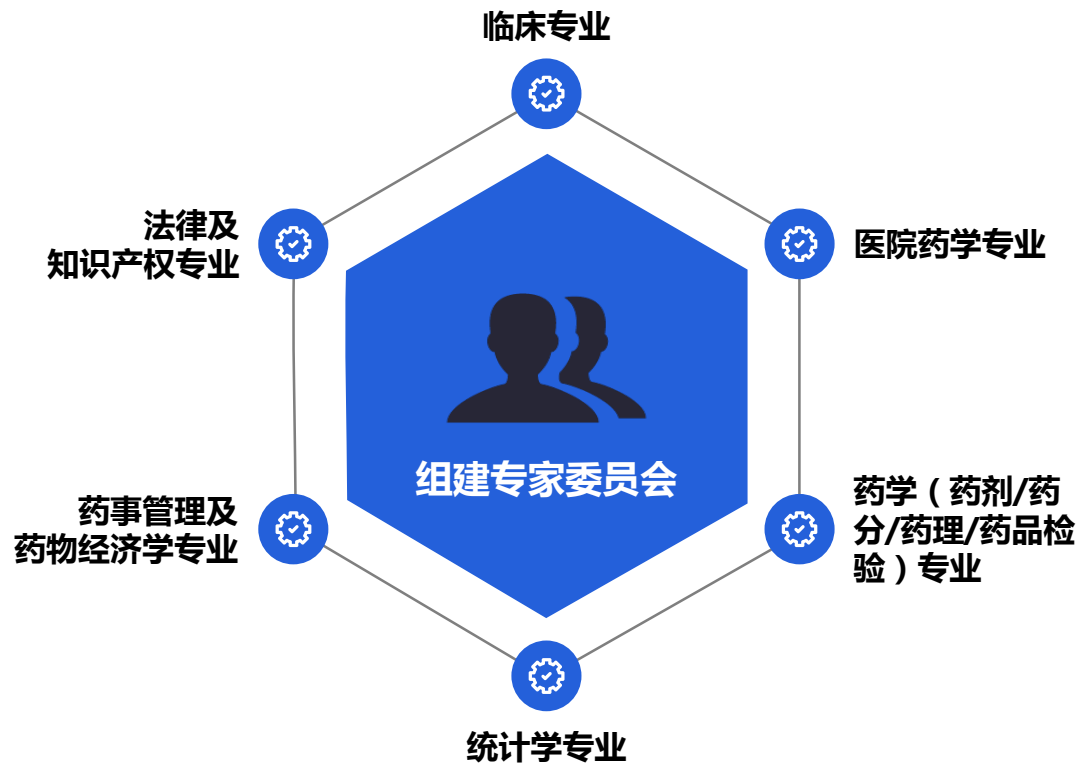 临床专业
法律及
知识产权专业
医院药学专业
组建专家委员会
药事管理及
药物经济学专业
药学（药剂/药
分/药理/药品检
验）专业
统计学专业